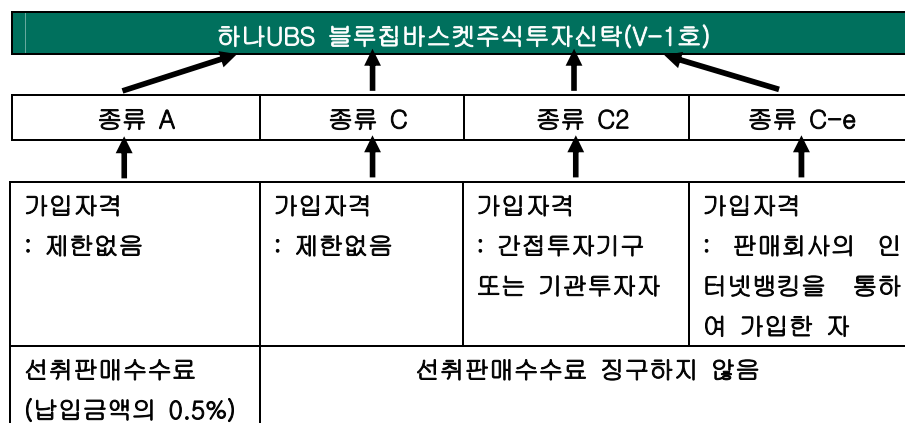 하나UBS 블루칩바스켓주식투자신탁(V-1호)
종류 A
종류 C
종류 C2
종류 C-e
가입자격
: 제한없음
가입자격
: 제한없음
가입자격
: 간접투자기구
또는 기관투자자
가입자격
: 판매회사의 인
터넷뱅킹을 통하
여 가입한 자
선취판매수수료
(납입금액의 0.5%)
선취판매수수료 징구하지 않음